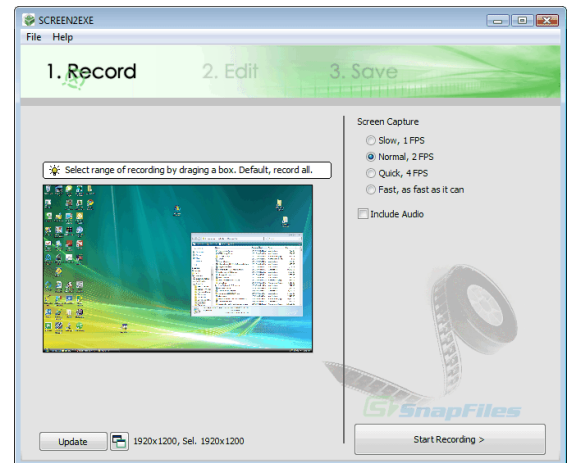 SCREEN2EXE
File Help
1. Record 2. Edit 3. Save
Screen Capture
Slow, 1 FPS
Normal, 2 FPS
Quick, 4 FPS
Fast, as fast as it can
Include Audio
Select range of recording by draging a box. Default, record all.
SnapFiles
Update 1920x1200, Sel. 1920x1200
Start Recording >